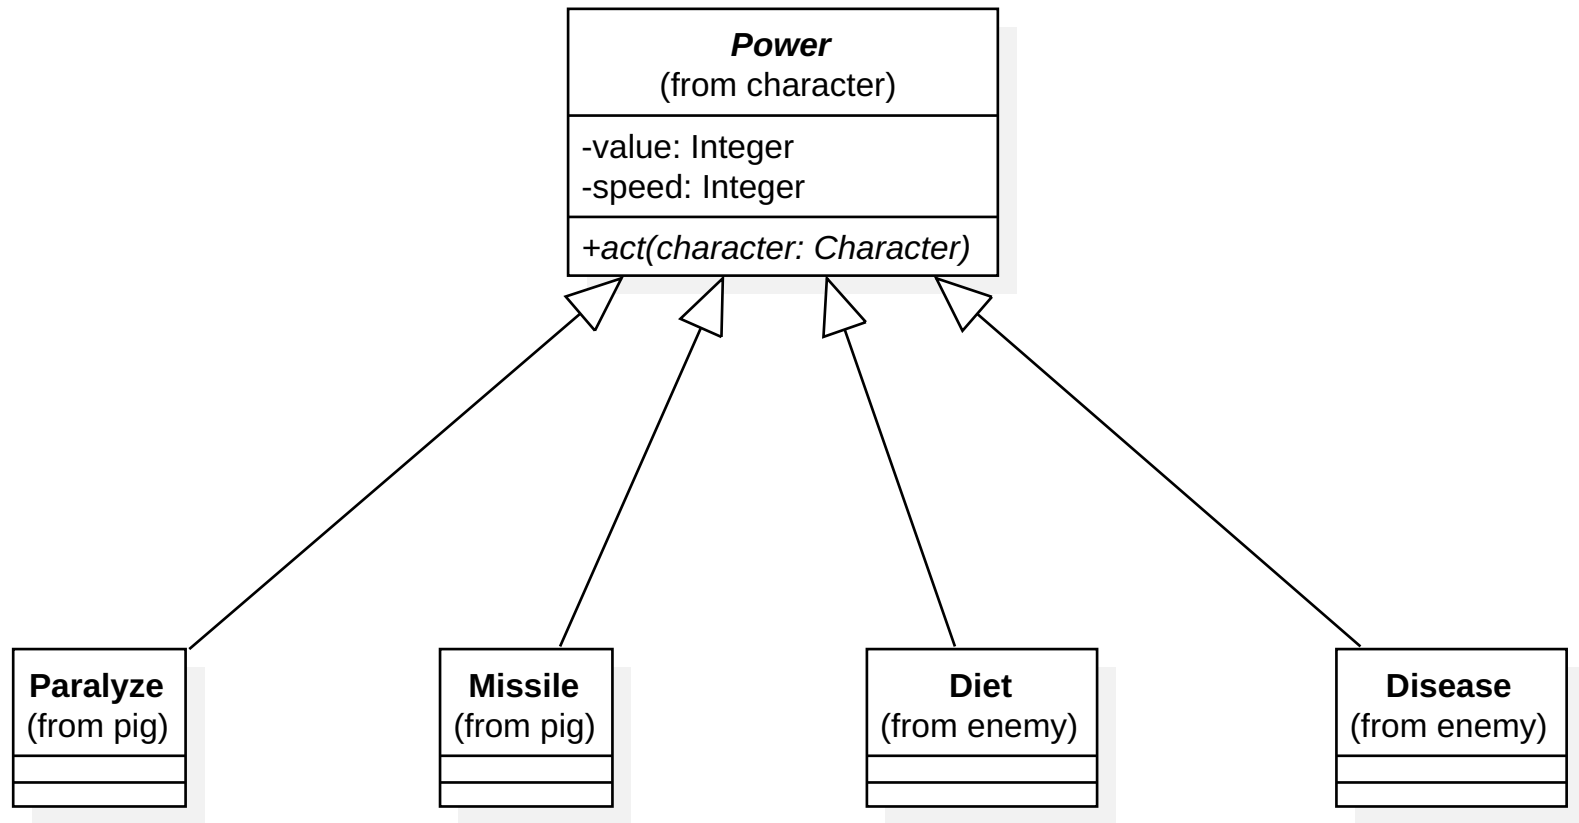 Power
(from character)
-value: Integer
-speed: Integer
+act(character: Character)
Paralyze
(from pig)
Missile
(from pig)
Diet
(from enemy)
Disease
(from enemy)